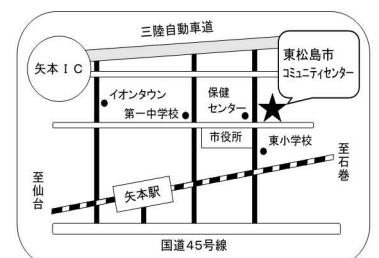 三陸自動車道
矢本IC
東松島市
コミュニティセンター
イオンタウン
第一中学校
保健
センター
市役所
東小学校
至仙台
矢本駅
至石巻
国道45号線